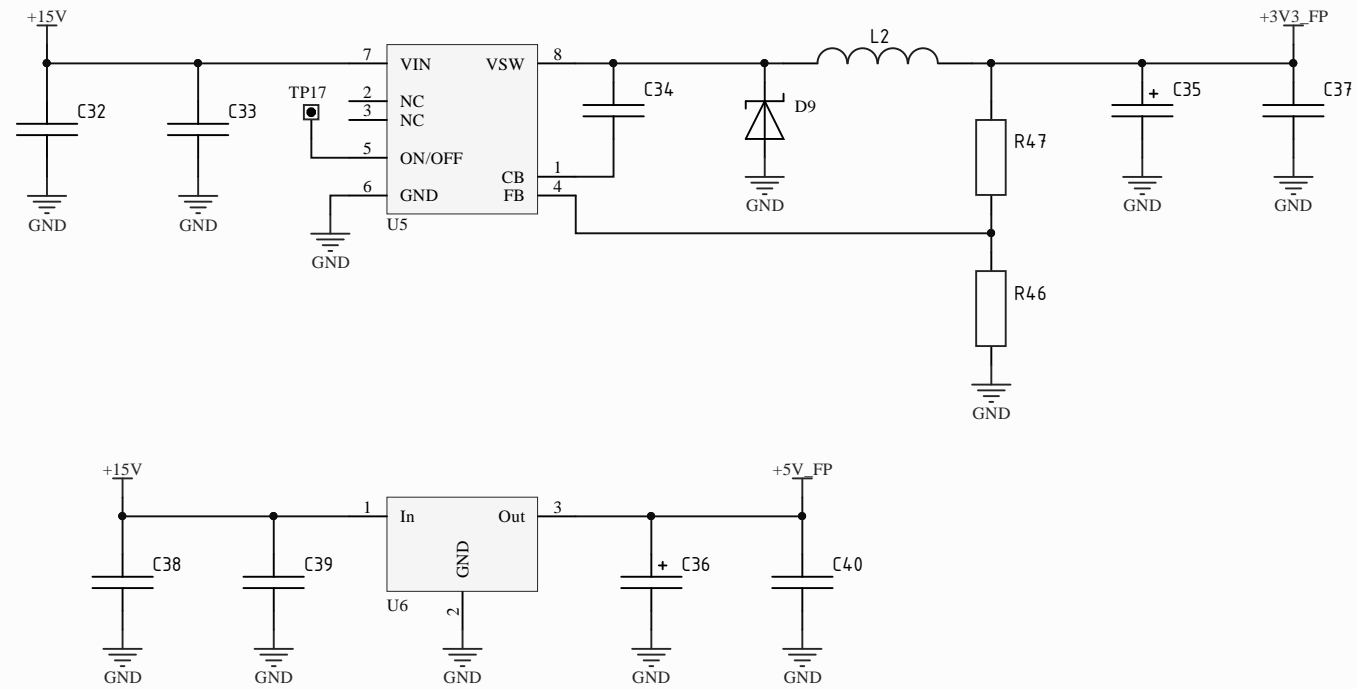 +15V
+3V3_FP
L2
7 VIN VSW 8
C32
C33
TP17
2 NC
3 NC
C34
D9
+ C35
C37
R47
5 ON/OFF
CB 1
6 GND FB 4
U5
GND
GND
GND
GND
GND
R46
GND
+15V
+5V_FP
1 In Out 3
GND
C38
C39
+ C36
C40
U6
2
GND
GND
GND
GND
GND